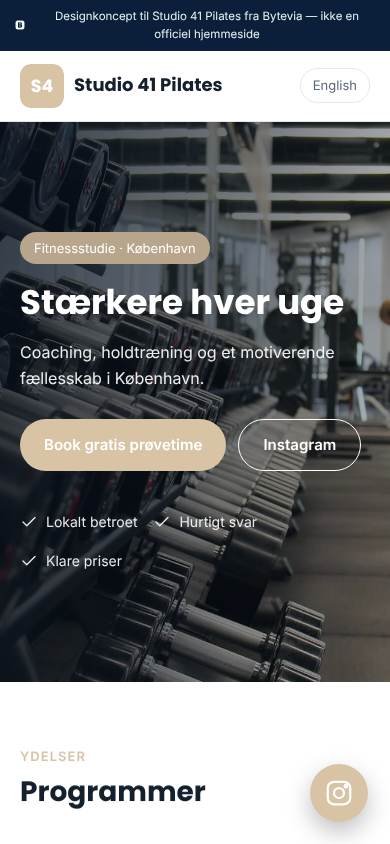 Designkoncept til Studio 41 Pilates fra Bytevia — ikke en
officiel hjemmeside
S4
Studio 41 Pilates
English
Fitnessstudie · København
Stærkere hver uge
Coaching, holdtræning og et motiverende
fællesskab i København.
Book gratis prøvetime
Instagram
Lokalt betroet
Hurtigt svar
Klare priser
YDELSER
Programmer